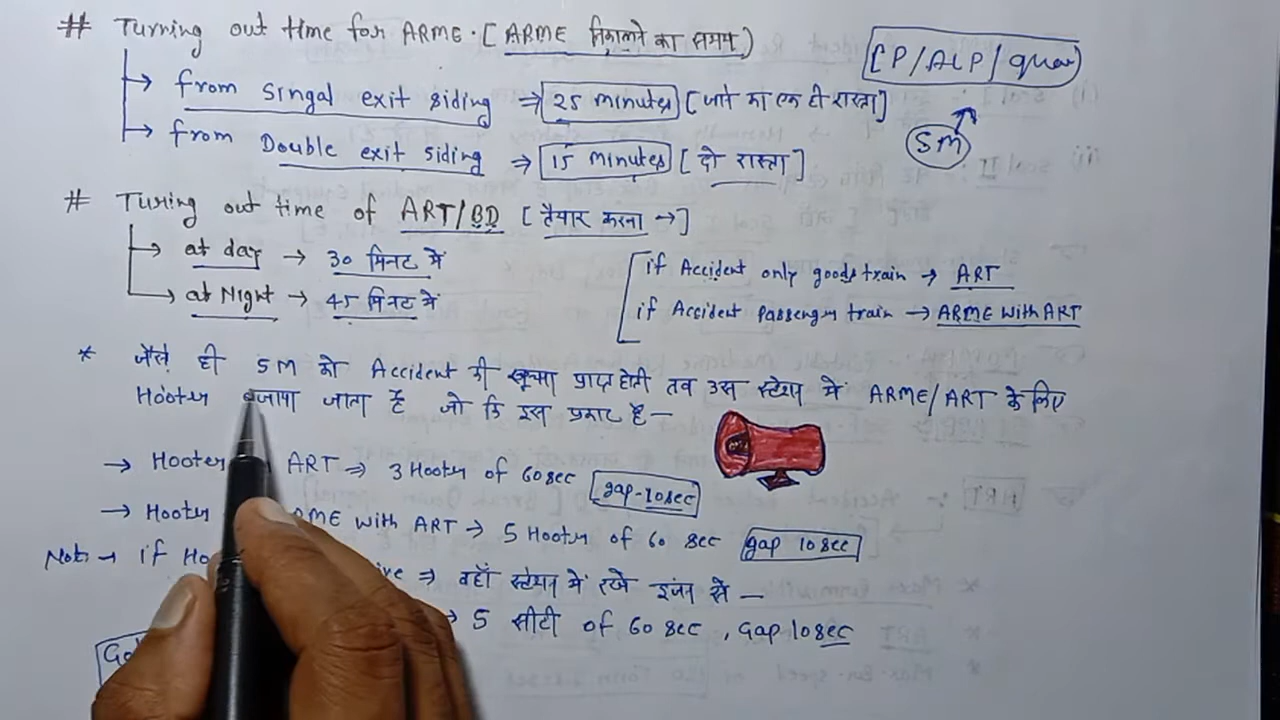 # Turning out time for ARME. [ARME निकालने का समय)
[LP/ALP/guar)
→ from Singal exit siding ⇒ 25 minutes [जाने का एक ही रास्ता]
SM
→ from Double exit siding ⇒ 15 minutes [दो रास्ता]
# Turing out time of ART/BD [तैयार करना →]
→ at day → 30 मिनट में
→ at Night → 45 मिनट में
if Accident only goods train → ART
if Accident Passenger train → ARME with ART
* जैसे ही SM को Accident की सूचना प्राप्त होती तब उस स्टेशन में ARME/ART के लिए
Hooter बजाया जाता है जो कि इस प्रकार है —
→ Hooter ART ⇒ 3 Hooter of 60 sec gap-10sec
→ Hooter ARME with ART → 5 Hooter of 60 sec gap 10 sec
Note → if Ho ⇒ वहाँ स्टेशन में रखे इंजन से —
→ 5 सीटी of 60 sec, Gap 10 sec